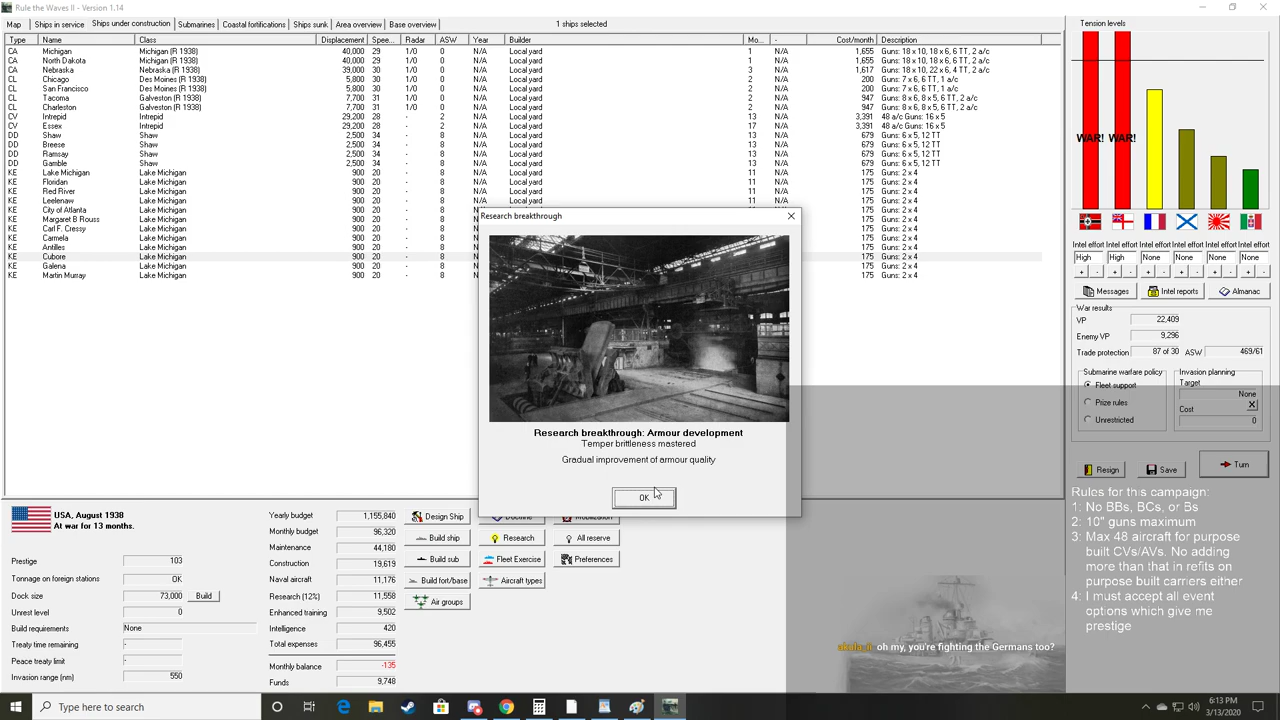 Rule the Waves II - Version 1.14
Map Ships in service Ships under construction Submarines Coastal fortifications Ships sunk Area overview Base overview 1 ships selected
Type Name Class Displacement Spee... Radar ASW Year Builder Mo... - Cost/month Description
CA Michigan Michigan (R 1938) 40,000 29 1/0 0 N/A Local yard 1 N/A 1,655 Guns: 18 x 10, 18 x 6, 6 TT, 2 a/c
CA North Dakota Michigan (R 1938) 40,000 29 1/0 0 N/A Local yard 1 N/A 1,655 Guns: 18 x 10, 18 x 6, 6 TT, 2 a/c
CA Nebraska Nebraska (R 1938) 39,000 30 1/0 0 N/A Local yard 3 N/A 1,617 Guns: 18 x 10, 22 x 6, 4 TT, 2 a/c
CL Chicago Des Moines (R 1938) 5,800 30 1/0 0 N/A Local yard 2 N/A 200 Guns: 7 x 6, 6 TT, 1 a/c
CL San Francisco Des Moines (R 1938) 5,800 30 1/0 0 N/A Local yard 2 N/A 200 Guns: 7 x 6, 6 TT, 1 a/c
CL Tacoma Galveston (R 1938) 7,700 31 1/0 0 N/A Local yard 2 N/A 947 Guns: 8 x 6, 8 x 5, 6 TT, 2 a/c
CL Charleston Galveston (R 1938) 7,700 31 1/0 0 N/A Local yard 2 N/A 947 Guns: 8 x 6, 8 x 5, 6 TT, 2 a/c
CV Intrepid Intrepid 29,200 28 - 2 N/A Local yard 13 N/A 3,391 48 a/c Guns: 16 x 5
CV Essex Intrepid 29,200 28 - 2 N/A Local yard 17 N/A 3,391 48 a/c Guns: 16 x 5
DD Shaw Shaw 2,500 34 - 8 N/A Local yard 13 N/A 679 Guns: 6 x 5, 12 TT
DD Breese Shaw 2,500 34 - 8 N/A Local yard 13 N/A 679 Guns: 6 x 5, 12 TT
DD Ramsay Shaw 2,500 34 - 8 N/A Local yard 13 N/A 679 Guns: 6 x 5, 12 TT
DD Gamble Shaw 2,500 34 - 8 N/A Local yard 13 N/A 679 Guns: 6 x 5, 12 TT
KE Lake Michigan Lake Michigan 900 20 - 8 N/A Local yard 11 N/A 175 Guns: 2 x 4
KE Floridan Lake Michigan 900 20 - 8 N/A Local yard 11 N/A 175 Guns: 2 x 4
KE Red River Lake Michigan 900 20 - 8 N/A Local yard 11 N/A 175 Guns: 2 x 4
KE Leelenaw Lake Michigan 900 20 - 8 N/A Local yard 11 N/A 175 Guns: 2 x 4
KE City of Atlanta Lake Michigan 900 20 - 8 175 Guns: 2 x 4
KE Margaret B Rouss Lake Michigan 900 20 - 8 175 Guns: 2 x 4
KE Carl F. Cressy Lake Michigan 900 20 - 8 175 Guns: 2 x 4
KE Carmela Lake Michigan 900 20 - 8 175 Guns: 2 x 4
KE Antilles Lake Michigan 900 20 - 8 175 Guns: 2 x 4
KE Cubore Lake Michigan 900 20 - 8 175 Guns: 2 x 4
KE Galena Lake Michigan 900 20 - 8 175 Guns: 2 x 4
KE Martin Murray Lake Michigan 900 20 - 8 175 Guns: 2 x 4
Research breakthrough
Research breakthrough: Armour development
Temper brittleness mastered
Gradual improvement of armour quality
OK
Tension levels
WAR! WAR!
Intel effort Intel effort Intel effort Intel effort Intel effort Intel effort
High High None None None None
+ - + - + - + - + - + -
Messages Intel reports Almanac
War results
VP 22,409
Enemy VP 9,296
Trade protection 87 of 30 ASW 469/61
Submarine warfare policy
Fleet support
Prize rules
Unrestricted
Invasion planning
Target
None
Cost X
0
Resign Save Turn
Rules for this campaign:
1: No BBs, BCs, or Bs
2: 10" guns maximum
3: Max 48 aircraft for purpose
built CVs/AVs. No adding
more than that in refits on
purpose built carriers either
4: I must accept all event
options which give me
prestige
oh my, you're fighting the Germans too?
USA, August 1938
At war for 13 months.
Prestige 103
Tonnage on foreign stations OK
Dock size 73,000 Build
Unrest level 0
Build requirements None
Treaty time remaining -
Peace treaty limit -
Invasion range (nm) 550
Yearly budget 1,155,840
Monthly budget 96,320
Maintenance 44,180
Construction 19,619
Naval aircraft 11,176
Research (12%) 11,558
Enhanced training 9,502
Intelligence 420
Total expenses 96,455
Monthly balance -135
Funds 9,748
Design Ship Doctrine Mobilization
Build ship Research All reserve
Build sub Fleet Exercise Preferences
Build fort/base Aircraft types
Air groups
Type here to search
6:13 PM
3/13/2020